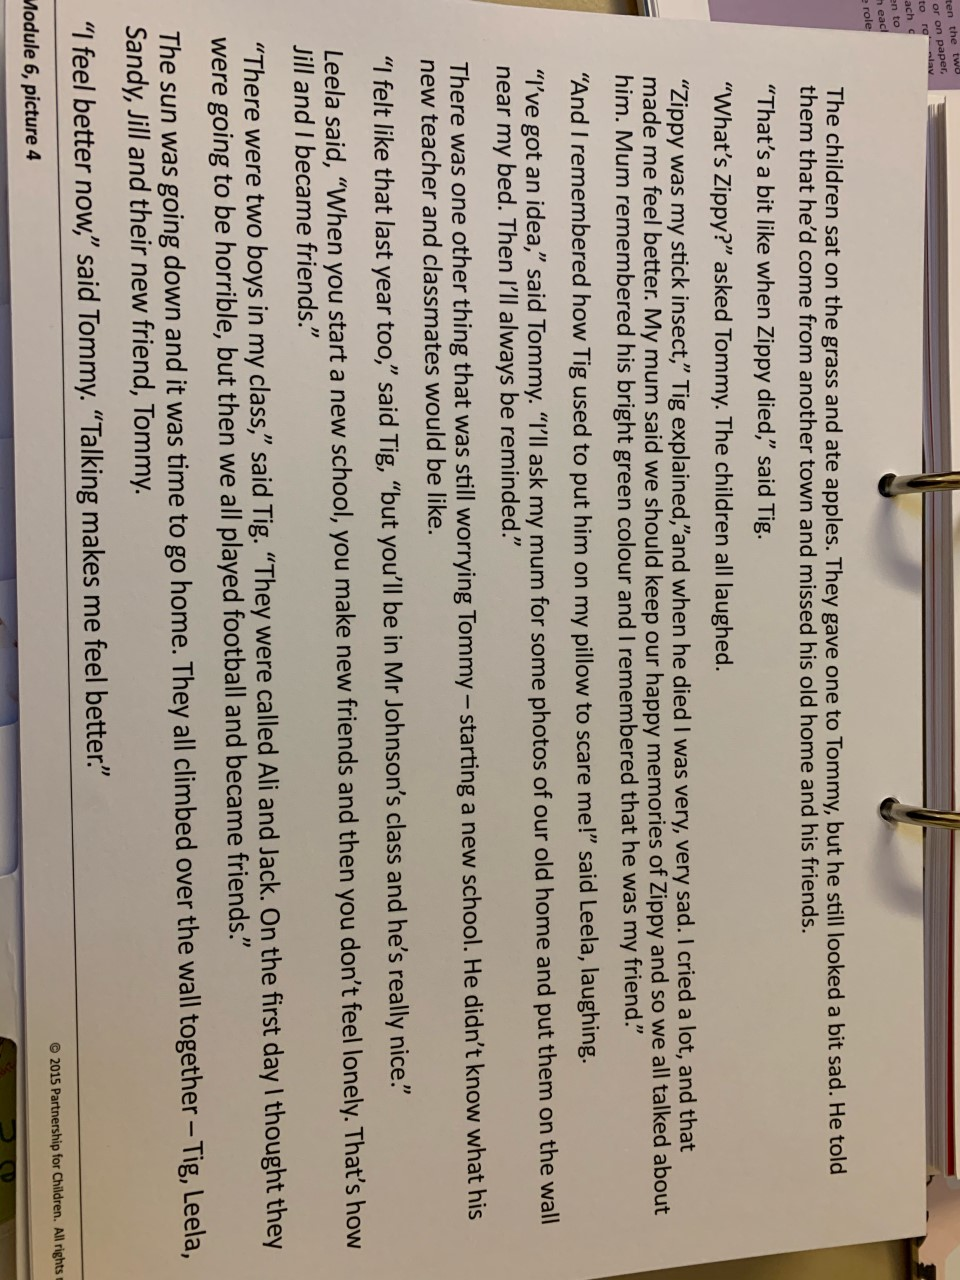 The children sat on the grass and ate apples. They gave one to Tommy, but he still looked a bit sad. He told
them that he'd come from another town and missed his old home and his friends.
"That's a bit like when Zippy died," said Tig.
"What's Zippy?" asked Tommy. The children all laughed.
"Zippy was my stick insect," Tig explained,"and when he died I was very, very sad. I cried a lot, and that
made me feel better. My mum said we should keep our happy memories of Zippy and so we all talked about
him. Mum remembered his bright green colour and I remembered that he was my friend."
"And I remembered how Tig used to put him on my pillow to scare me!" said Leela, laughing.
"I've got an idea," said Tommy. "I'll ask my mum for some photos of our old home and put them on the wall
near my bed. Then I'll always be reminded."
There was one other thing that was still worrying Tommy – starting a new school. He didn't know what his
new teacher and classmates would be like.
"I felt like that last year too," said Tig, "but you'll be in Mr Johnson's class and he's really nice."
Leela said, "When you start a new school, you make new friends and then you don't feel lonely. That's how
Jill and I became friends."
"There were two boys in my class," said Tig. "They were called Ali and Jack. On the first day I thought they
were going to be horrible, but then we all played football and became friends."
The sun was going down and it was time to go home. They all climbed over the wall together – Tig, Leela,
Sandy, Jill and their new friend, Tommy.
"I feel better now," said Tommy. "Talking makes me feel better."
Module 6, picture 4
© 2015 Partnership for Children. All rights
the two
or on paper,